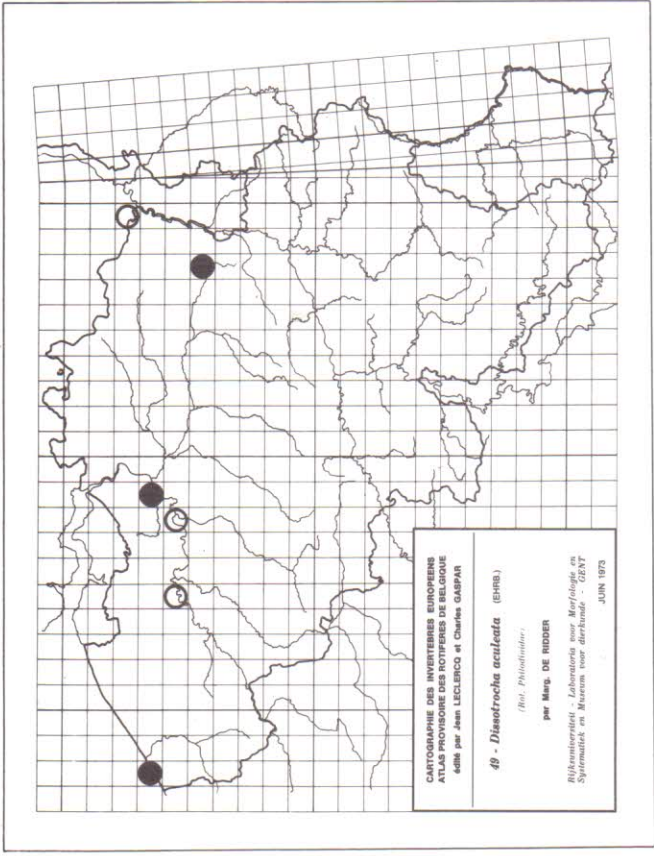 CARTOGRAPHIE DES INVERTEBRES EUROPEENS
ATLAS PROVISOIRE DES ROTIFERES DE BELGIQUE
édité par Jean LECLERCQ et Charles GASPAR
49 - Dissotrocha aculeata (EHRB.)
(Rot. Philodinidae)
par Marg. DE RIDDER
Rijksuniversiteit - Laboratoria voor Morfologie en
Systematiek en Museum voor dierkunde - GENT
JUIN 1973